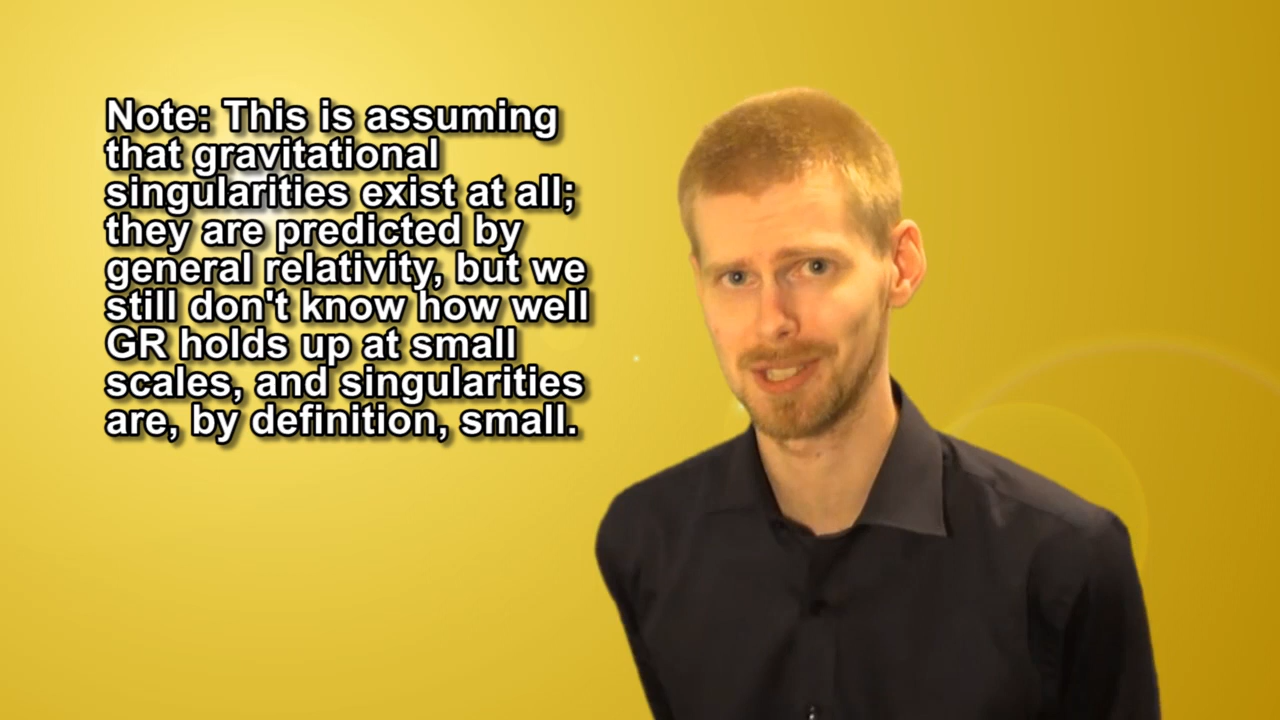 Note: This is assuming
that gravitational
singularities exist at all;
they are predicted by
general relativity, but we
still don't know how well
GR holds up at small
scales, and singularities
are, by definition, small.